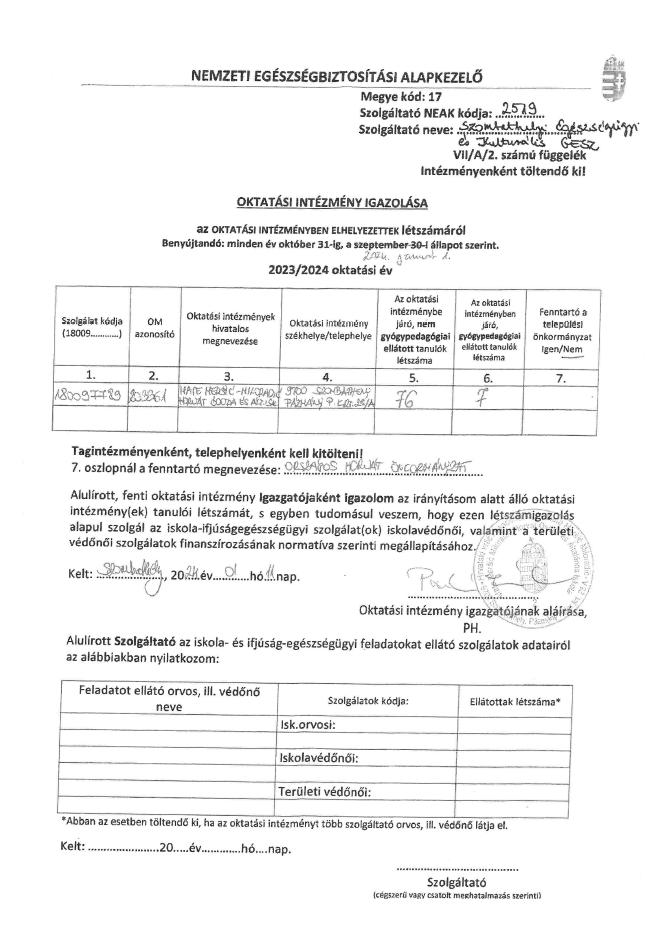 NEMZETI EGÉSZSÉGBIZTOSÍTÁSI ALAPKEZELŐ
Megye kód: 17
Szolgáltató NEAK kódja: 2519
Szolgáltató neve: Szombathelyi Egészségügyi
és Kulturális GESZ
VII/A/2. számú függelék
Intézményenként töltendő ki!
OKTATÁSI INTÉZMÉNY IGAZOLÁSA
az OKTATÁSI INTÉZMÉNYBEN ELHELYEZETTEK létszámáról
Benyújtandó: minden év október 31-ig, a szeptember 30-i állapot szerint.
2024. január 1.
2023/2024 oktatási év
Szolgálat kódja (18009............)
OM azonosító
Oktatási intézmények hivatalos megnevezése
Oktatási intézmény székhelye/telephelye
Az oktatási intézménybe járó, nem gyógypedagógiai ellátott tanulók létszáma
Az oktatási intézményben járó, gyógypedagógiai ellátott tanulók létszáma
Fenntartó a települési önkormányzat Igen/Nem
1. 2. 3. 4. 5. 6. 7.
180097789 203361 MATE MERŠIĆ-MILORADIĆ 9700 SZOMBATHELY 76 7
HORVÁT ÓVODA ÉS ÁLT. ISK. PÁZMÁNY P. KRT. 28/A
Tagintézményenként, telephelyenként kell kitölteni!
7. oszlopnál a fenntartó megnevezése: ORSZÁGOS HORVÁT ÖNKORMÁNYZAT
Alulírott, fenti oktatási intézmény Igazgatójaként igazolom az irányításom alatt álló oktatási
intézmény(ek) tanulói létszámát, s egyben tudomásul veszem, hogy ezen létszámigazolás
alapul szolgál az iskola-ifjúságegészségügyi szolgálat(ok) iskolavédőnői, valamint a területi
védőnői szolgálatok finanszírozásának normatíva szerinti megállapításához.
Kelt: Szombathely, 2024 év 01 hó 11 nap.
Oktatási intézmény igazgatójának aláírása,
PH.
Alulírott Szolgáltató az iskola- és ifjúság-egészségügyi feladatokat ellátó szolgálatok adatairól
az alábbiakban nyilatkozom:
Feladatot ellátó orvos, ill. védőnő neve
Szolgálatok kódja:
Ellátottak létszáma*
Isk.orvosi:
Iskolavédőnői:
Területi védőnői:
*Abban az esetben töltendő ki, ha az oktatási intézményt több szolgáltató orvos, ill. védőnő látja el.
Kelt: .......................20.....év.............hó....nap.
Szolgáltató
(cégszerű vagy csatolt meghatalmazás szerinti)